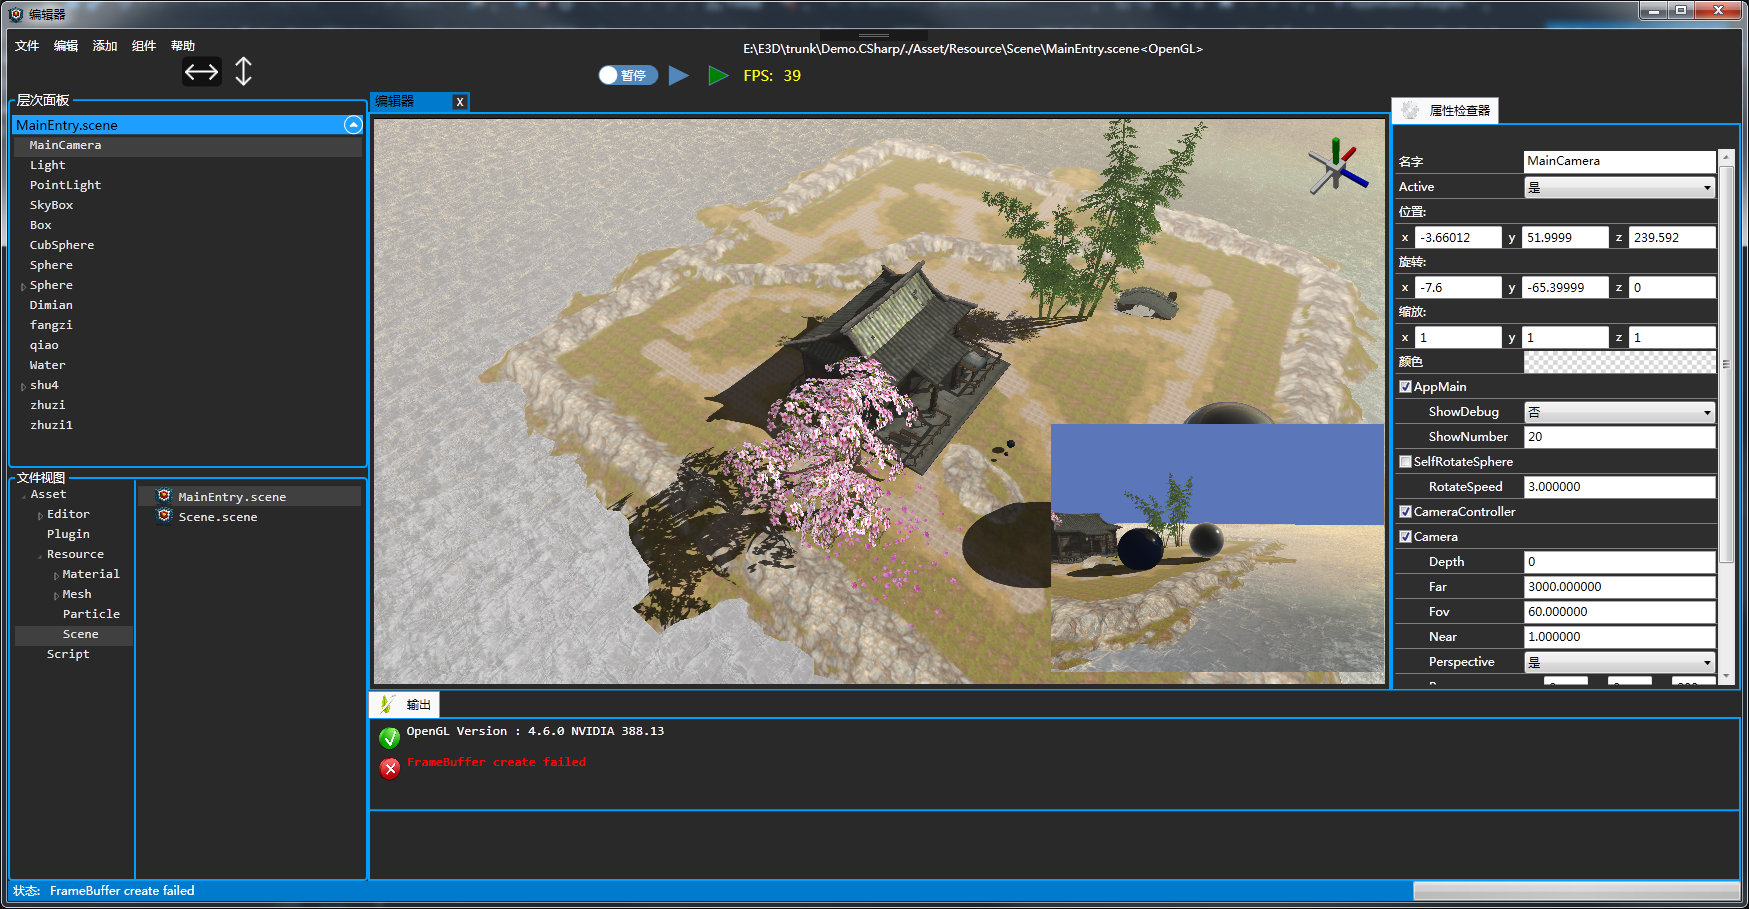 编辑器
文件 编辑 添加 组件 帮助
E:\E3D\trunk\Demo.CSharp/./Asset/Resource\Scene\MainEntry.scene<OpenGL>
暂停 FPS: 39
层次面板
MainEntry.scene
MainCamera
Light
PointLight
SkyBox
Box
CubSphere
Sphere
Sphere
Dimian
fangzi
qiao
Water
shu4
zhuzi
zhuzi1
文件视图
Asset
Editor
Plugin
Resource
Material
Mesh
Particle
Scene
Script
MainEntry.scene
Scene.scene
编辑器 X
属性检查器
名字 MainCamera
Active 是
位置:
x -3.66012 y 51.9999 z 239.592
旋转:
x -7.6 y -65.39999 z 0
缩放:
x 1 y 1 z 1
颜色
AppMain
ShowDebug 否
ShowNumber 20
SelfRotateSphere
RotateSpeed 3.000000
CameraController
Camera
Depth 0
Far 3000.000000
Fov 60.000000
Near 1.000000
Perspective 是
输出
OpenGL Version : 4.6.0 NVIDIA 388.13
FrameBuffer create failed
状态: FrameBuffer create failed